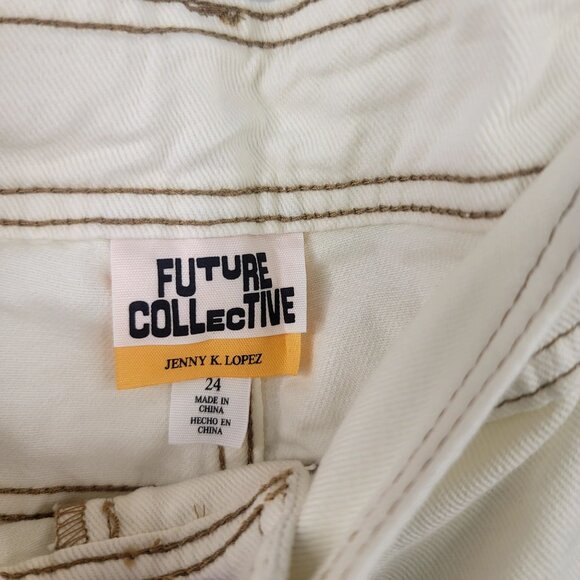 FUTURE
COLLECTIVE
JENNY K. LOPEZ
24
MADE IN
CHINA
HECHO EN
CHINA